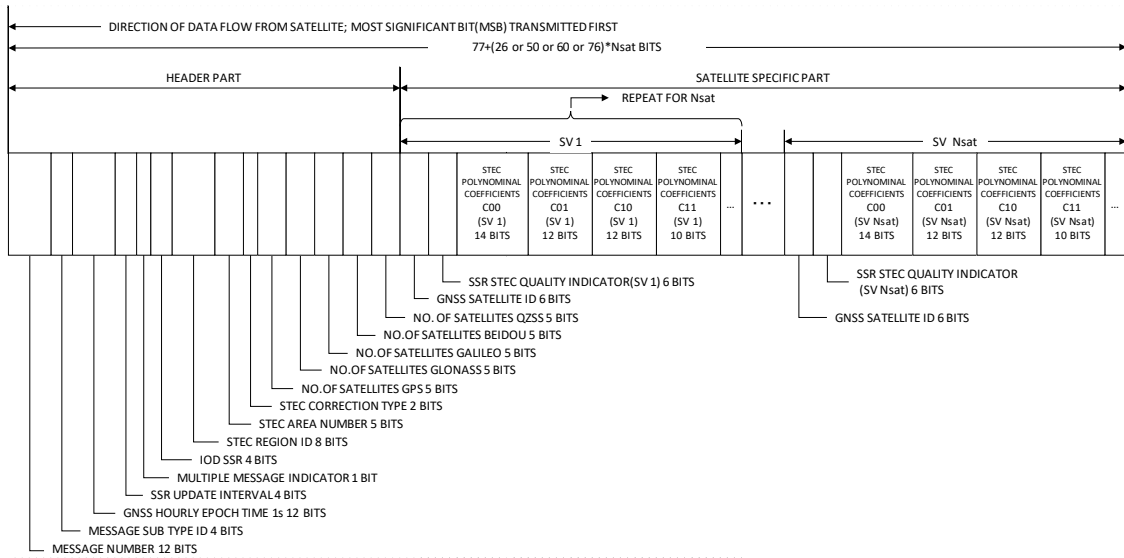 DIRECTION OF DATA FLOW FROM SATELLITE; MOST SIGNIFICANT BIT(MSB) TRANSMITTED FIRST
77+(26 or 50 or 60 or 76)*Nsat BITS
HEADER PART
SATELLITE SPECIFIC PART
REPEAT FOR Nsat
SV 1
SV Nsat
STEC
POLYNOMINAL
COEFFICIENTS
C00
(SV 1)
14 BITS
STEC
POLYNOMINAL
COEFFICIENTS
C01
(SV 1)
12 BITS
STEC
POLYNOMINAL
COEFFICIENTS
C10
(SV 1)
12 BITS
STEC
POLYNOMINAL
COEFFICIENTS
C11
(SV 1)
10 BITS
...
...
STEC
POLYNOMINAL
COEFFICIENTS
C00
(SV Nsat)
14 BITS
STEC
POLYNOMINAL
COEFFICIENTS
C01
(SV Nsat)
12 BITS
STEC
POLYNOMINAL
COEFFICIENTS
C10
(SV Nsat)
12 BITS
STEC
POLYNOMINAL
COEFFICIENTS
C11
(SV Nsat)
10 BITS
...
SSR STEC QUALITY INDICATOR(SV 1) 6 BITS
GNSS SATELLITE ID 6 BITS
NO. OF SATELLITES QZSS 5 BITS
NO.OF SATELLITES BEIDOU 5 BITS
NO.OF SATELLITES GALILEO 5 BITS
NO.OF SATELLITES GLONASS 5 BITS
NO.OF SATELLITES GPS 5 BITS
STEC CORRECTION TYPE 2 BITS
STEC AREA NUMBER 5 BITS
STEC REGION ID 8 BITS
IOD SSR 4 BITS
MULTIPLE MESSAGE INDICATOR 1 BIT
SSR UPDATE INTERVAL 4 BITS
GNSS HOURLY EPOCH TIME 1s 12 BITS
MESSAGE SUB TYPE ID 4 BITS
MESSAGE NUMBER 12 BITS
SSR STEC QUALITY INDICATOR
(SV Nsat) 6 BITS
GNSS SATELLITE ID 6 BITS